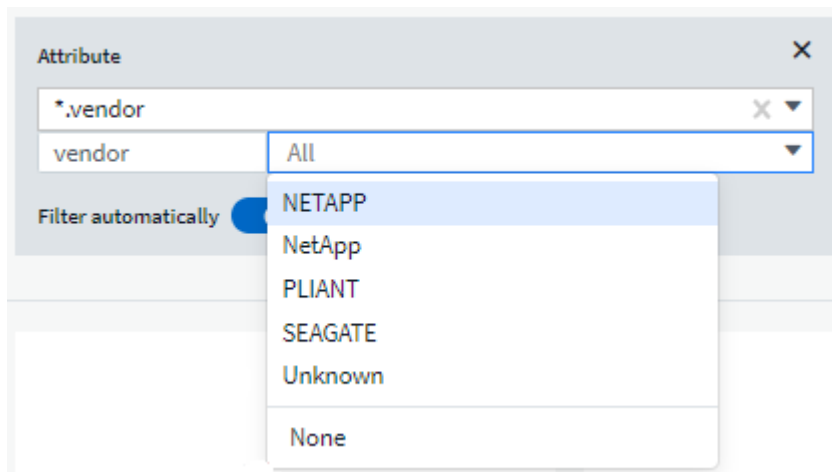 Attribute
*.vendor
vendor All
Filter automatically
NETAPP
NetApp
PLIANT
SEAGATE
Unknown
None